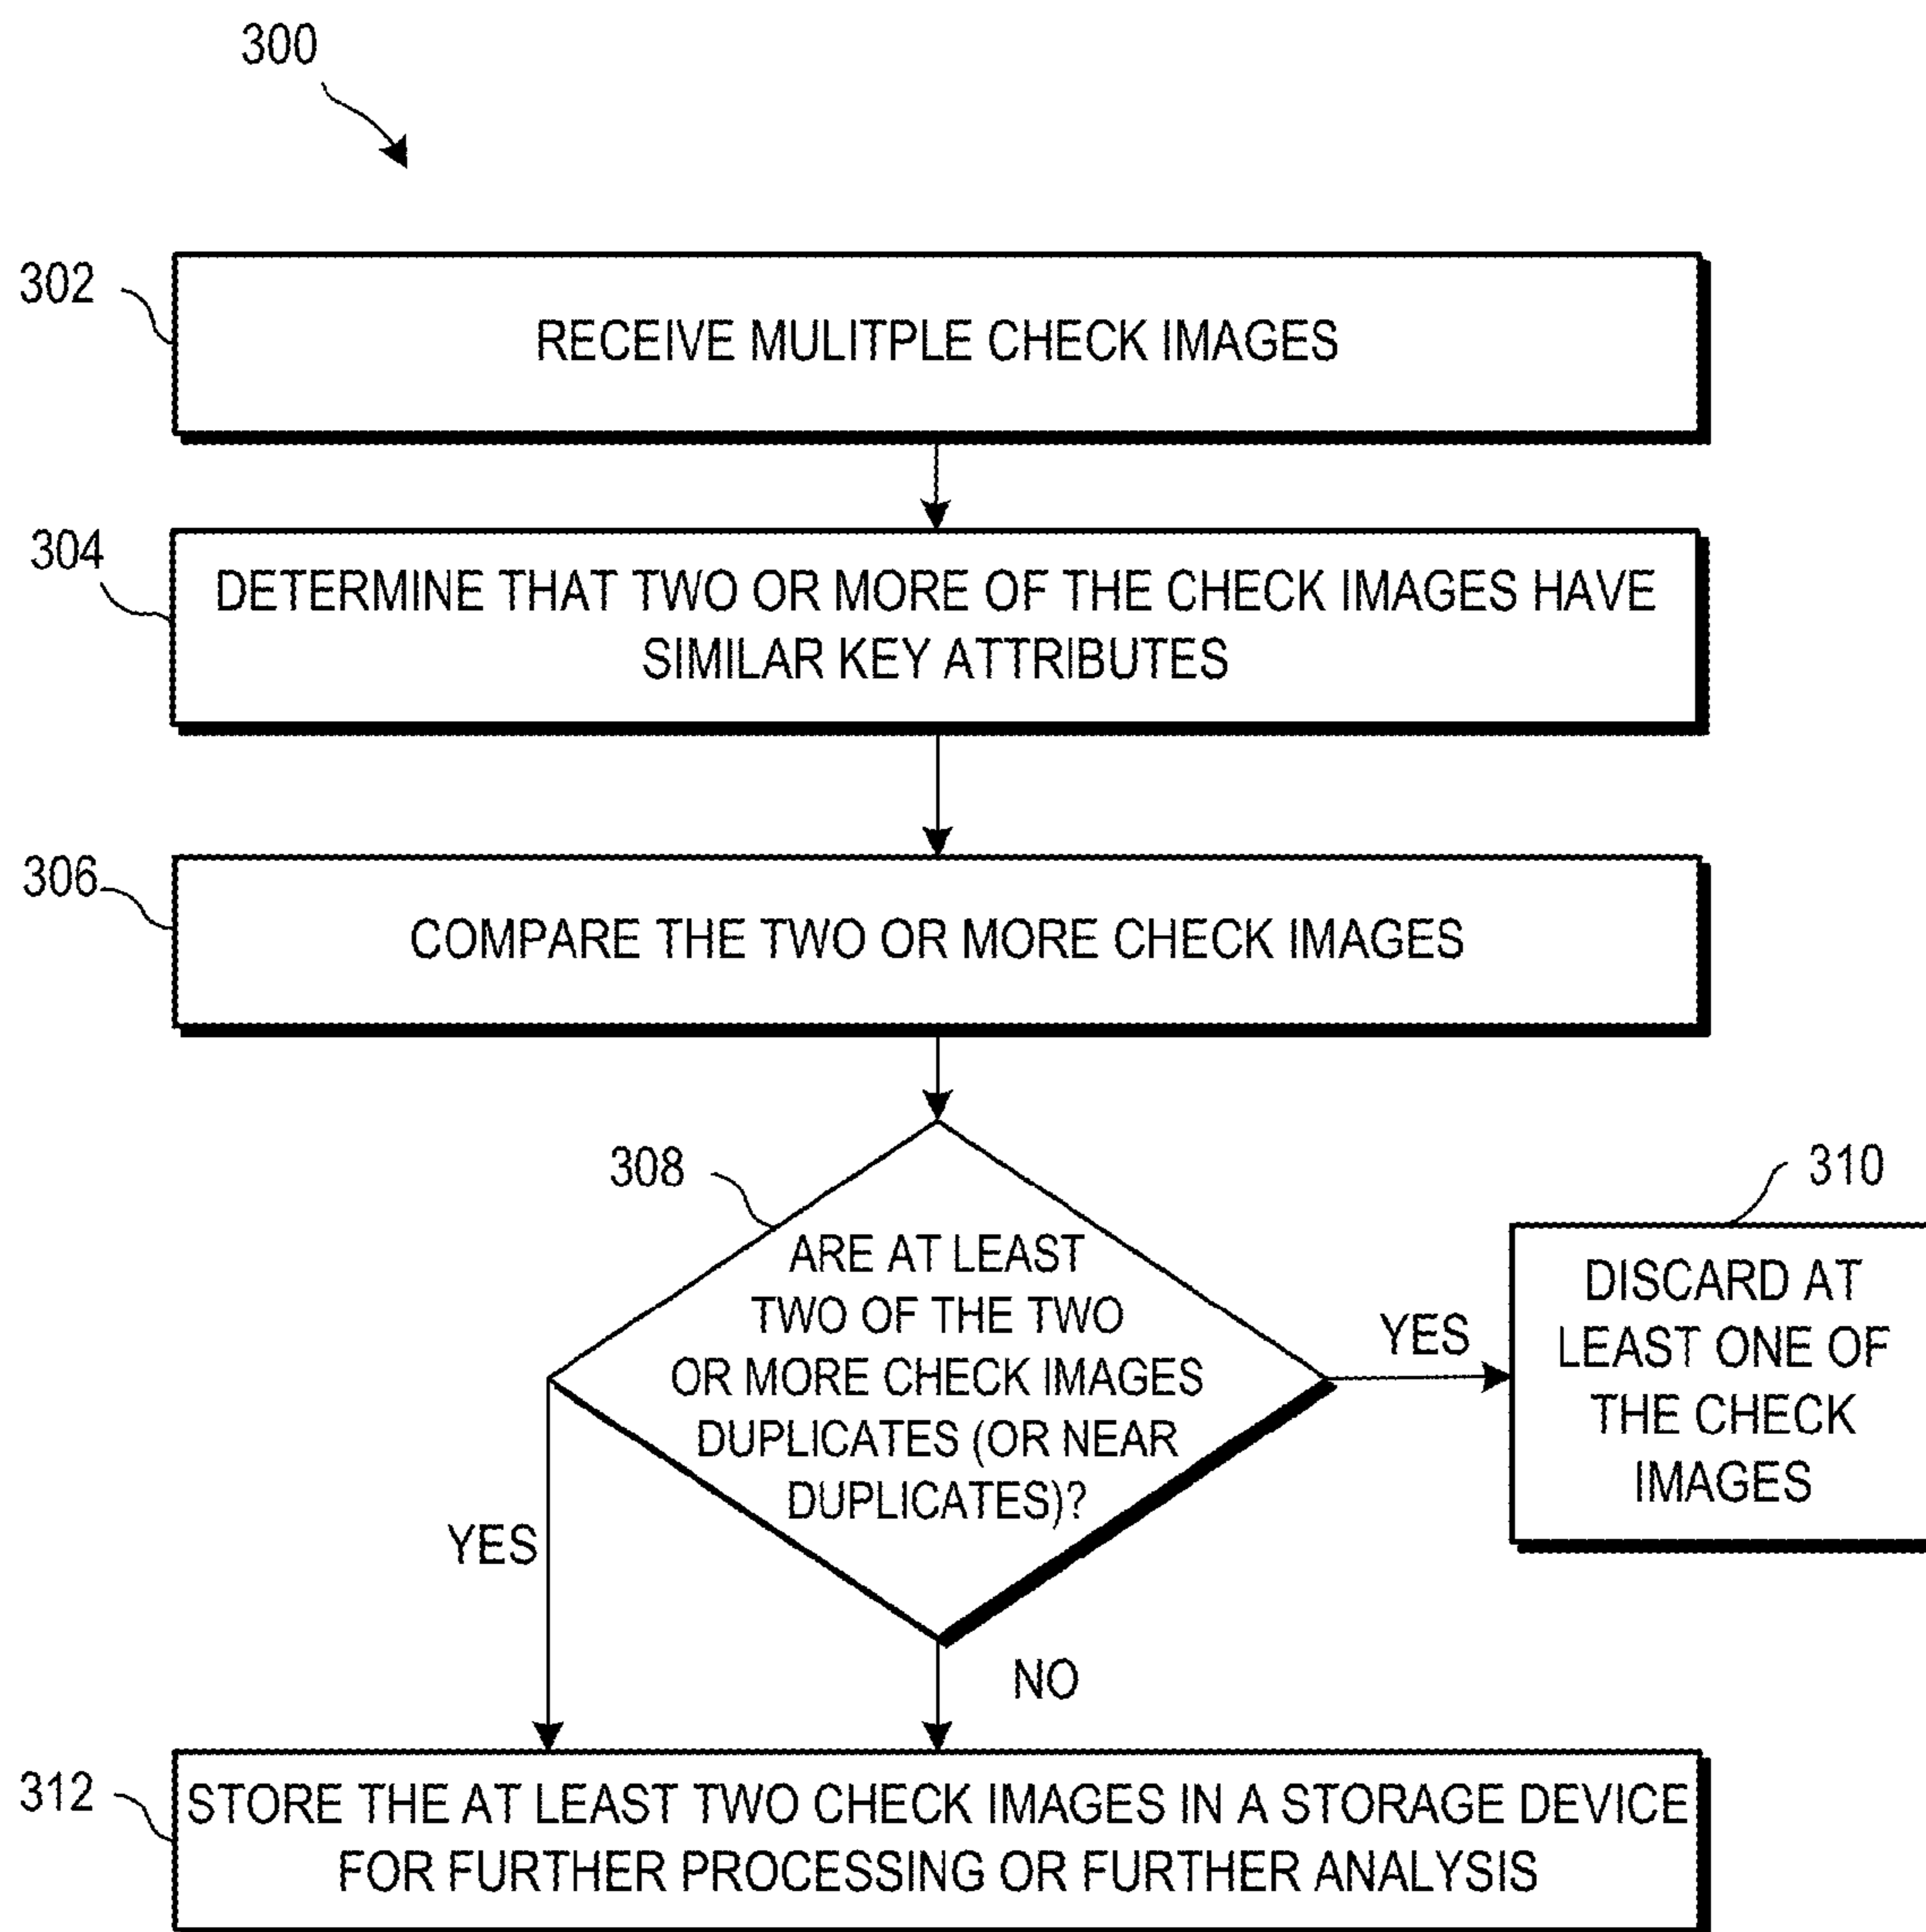 300
302
RECEIVE MULITPLE CHECK IMAGES
304
DETERMINE THAT TWO OR MORE OF THE CHECK IMAGES HAVE
SIMILAR KEY ATTRIBUTES
306
COMPARE THE TWO OR MORE CHECK IMAGES
308
ARE AT LEAST
TWO OF THE TWO
OR MORE CHECK IMAGES
DUPLICATES (OR NEAR
DUPLICATES)?
YES
310
DISCARD AT
LEAST ONE OF
THE CHECK
IMAGES
YES
NO
312
STORE THE AT LEAST TWO CHECK IMAGES IN A STORAGE DEVICE
FOR FURTHER PROCESSING OR FURTHER ANALYSIS